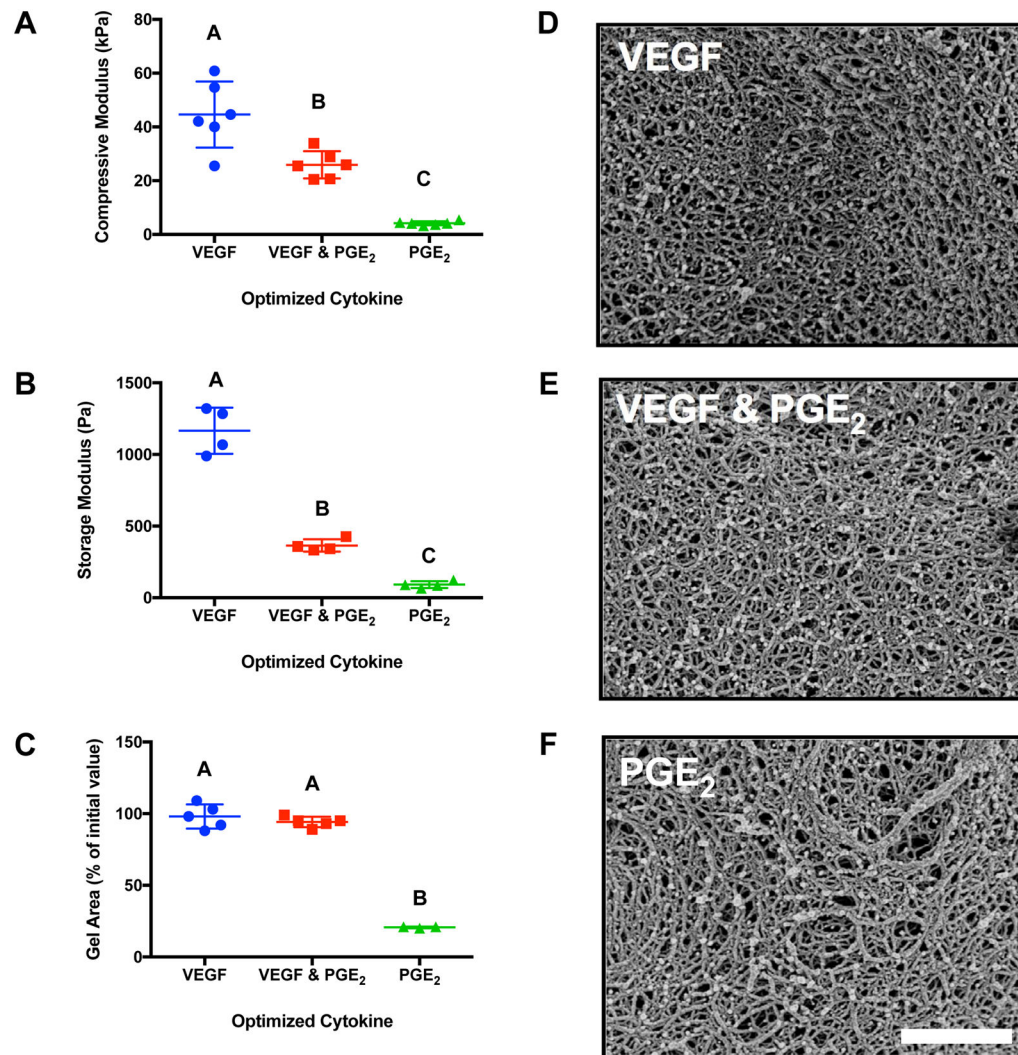 A
Compressive Modulus (kPa)
80
60
40
20
0
A
B
C
VEGF
VEGF & PGE₂
PGE₂
Optimized Cytokine
B
Storage Modulus (Pa)
1500
1000
500
0
A
B
C
VEGF
VEGF & PGE₂
PGE₂
Optimized Cytokine
C
Gel Area (% of initial value)
150
100
50
0
A
A
B
VEGF
VEGF & PGE₂
PGE₂
Optimized Cytokine
D
VEGF
E
VEGF & PGE₂
F
PGE₂